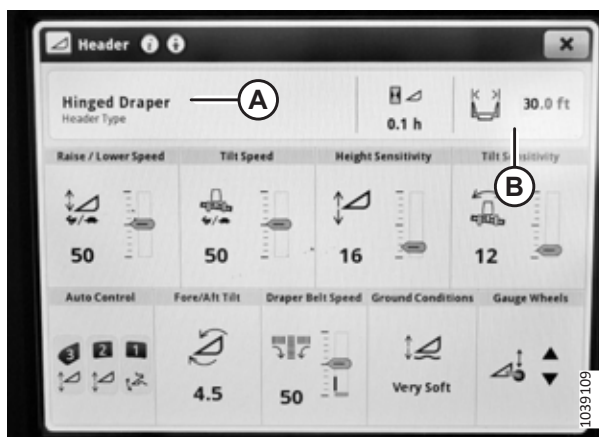 Header
Hinged Draper
Header Type
A
0.1 h
30.0 ft
B
Raise / Lower Speed
Tilt Speed
Height Sensitivity
Tilt Sensitivity
50
50
16
12
Auto Control
Fore/Aft Tilt
Draper Belt Speed
Ground Conditions
Gauge Wheels
3 2 1
4.5
50
Very Soft
1039109